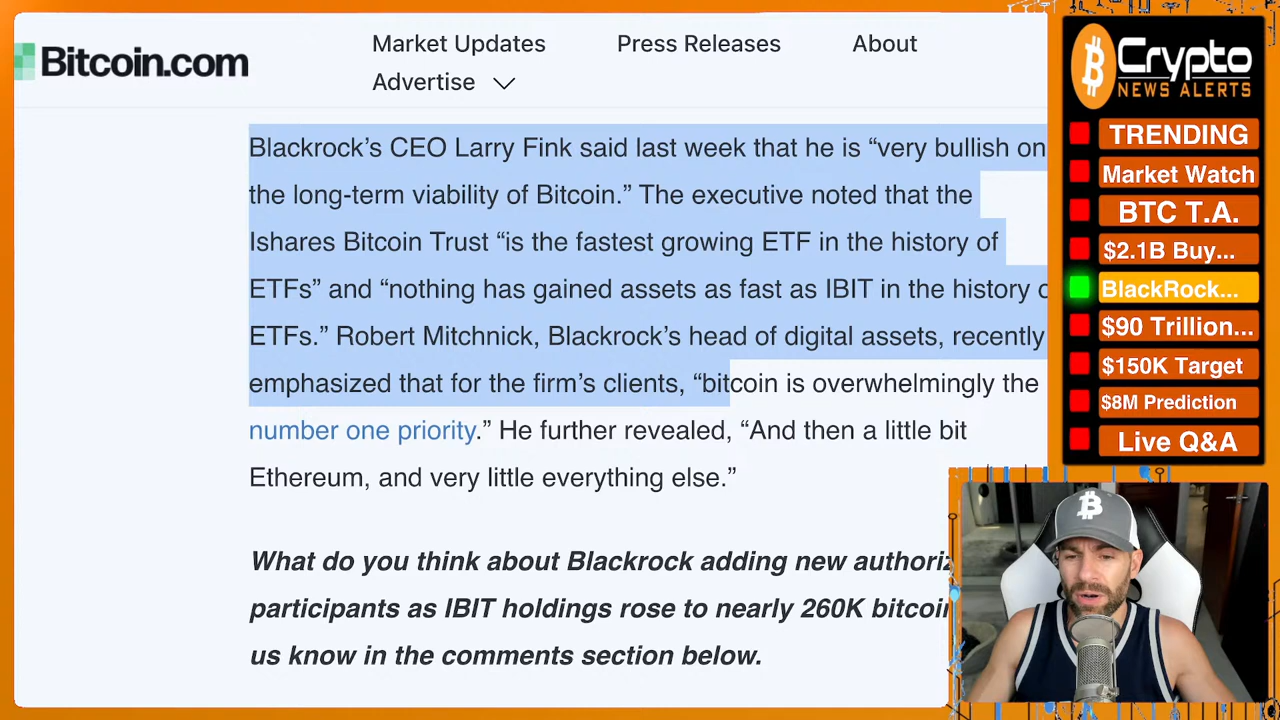 Bitcoin.com
Market Updates
Press Releases
About
Advertise
Blackrock’s CEO Larry Fink said last week that he is “very bullish on
the long-term viability of Bitcoin.” The executive noted that the
Ishares Bitcoin Trust “is the fastest growing ETF in the history of
ETFs” and “nothing has gained assets as fast as IBIT in the history
ETFs.” Robert Mitchnick, Blackrock’s head of digital assets, recently
emphasized that for the firm’s clients, “bitcoin is overwhelmingly the
number one priority.” He further revealed, “And then a little bit
Ethereum, and very little everything else.”
What do you think about Blackrock adding new
participants as IBIT holdings rose to nearly 260K
us know in the comments section below.
Crypto
NEWS ALERTS
TRENDING
Market Watch
BTC T.A.
$2.1B Buy...
BlackRock...
$90 Trillion...
$150K Target
$8M Prediction
Live Q&A